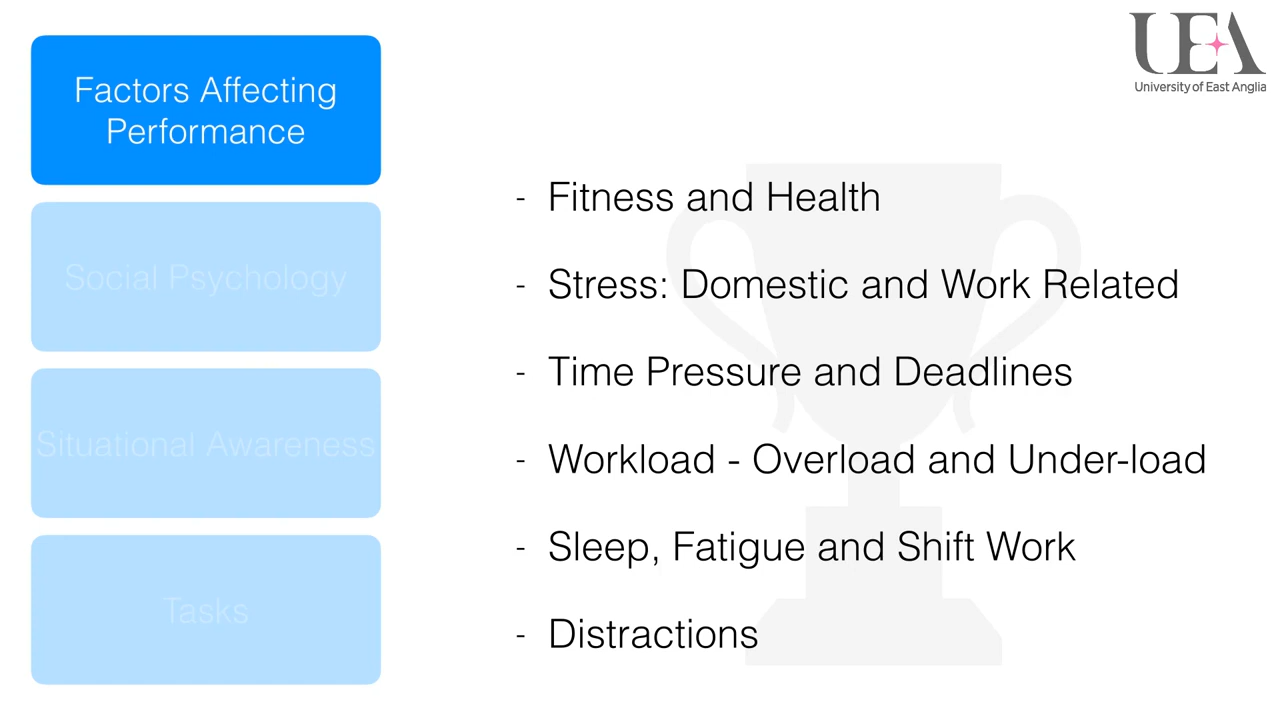 Factors Affecting
Performance
Social Psychology
Situational Awareness
Tasks
UEA
University of East Anglia
- Fitness and Health
- Stress: Domestic and Work Related
- Time Pressure and Deadlines
- Workload - Overload and Under-load
- Sleep, Fatigue and Shift Work
- Distractions